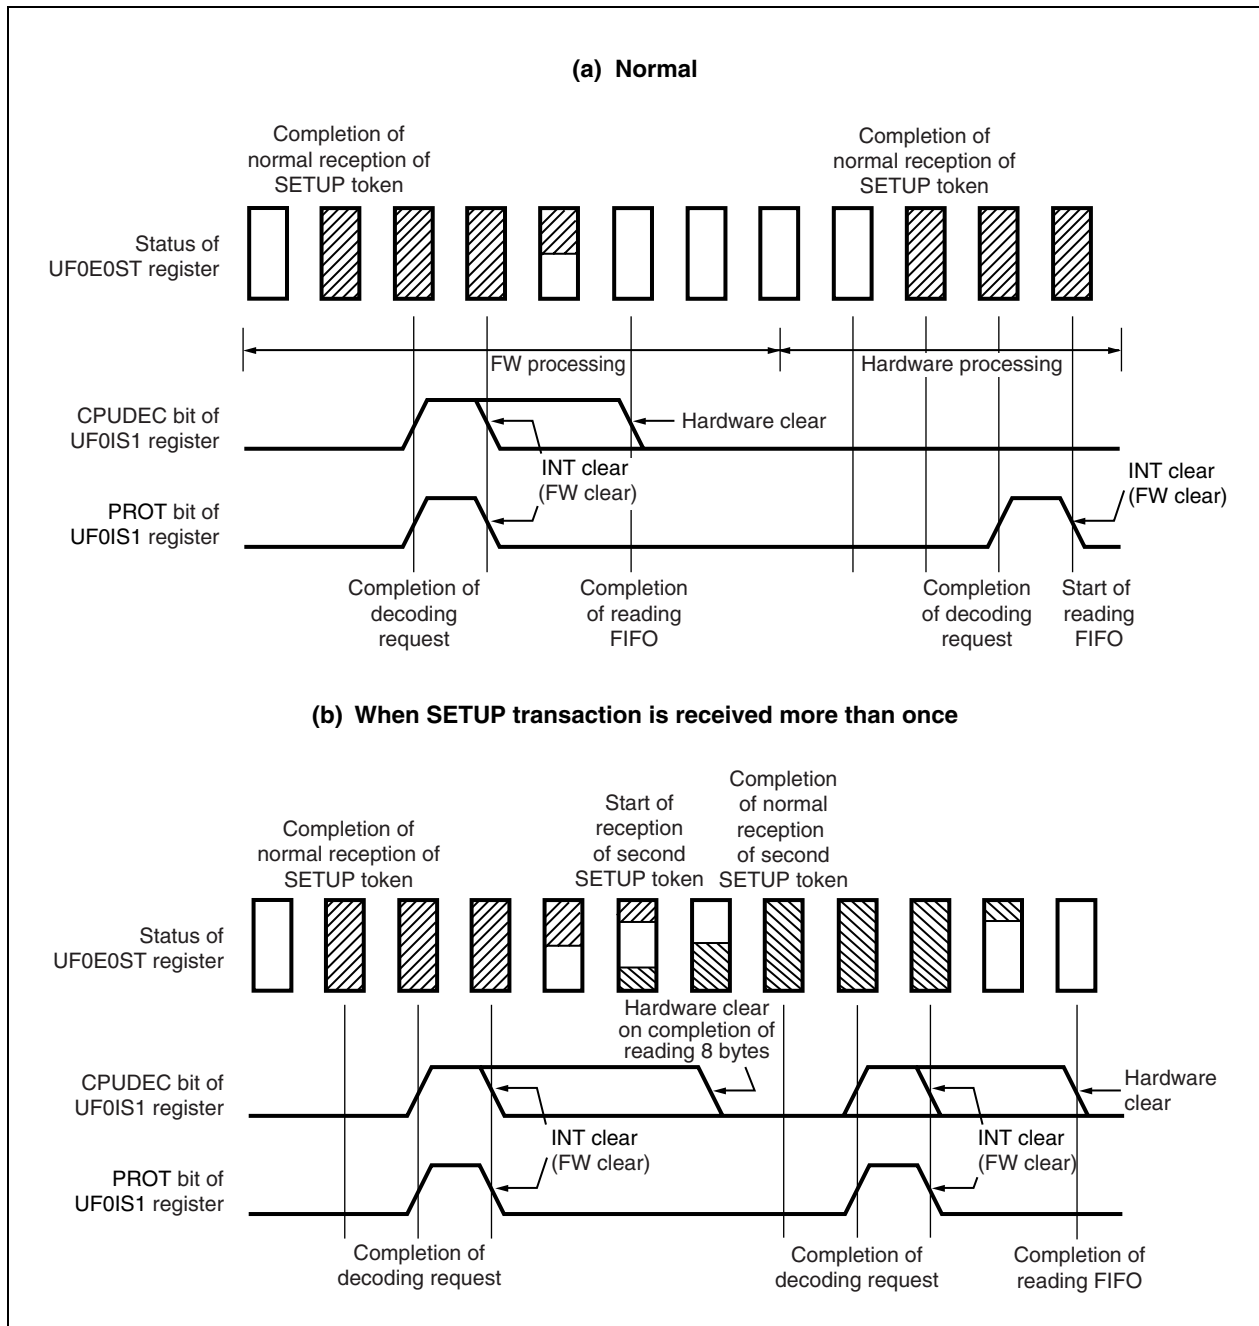 (a) Normal
Completion of
normal reception of
SETUP token
Completion of
normal reception of
SETUP token
Status of
UF0E0ST register
FW processing
Hardware processing
CPUDEC bit of
UF0IS1 register
Hardware clear
INT clear
(FW clear)
INT clear
(FW clear)
PROT bit of
UF0IS1 register
Completion of
decoding
request
Completion
of reading
FIFO
Completion
of decoding
request
Start of
reading
FIFO
(b) When SETUP transaction is received more than once
Completion of
normal reception of
SETUP token
Start of
reception
of second
SETUP token
Completion
of normal
reception
of second
SETUP token
Status of
UF0E0ST register
Hardware clear
on completion of
reading 8 bytes
CPUDEC bit of
UF0IS1 register
Hardware
clear
INT clear
(FW clear)
INT clear
(FW clear)
PROT bit of
UF0IS1 register
Completion of
decoding request
Completion of
decoding request
Completion of
reading FIFO